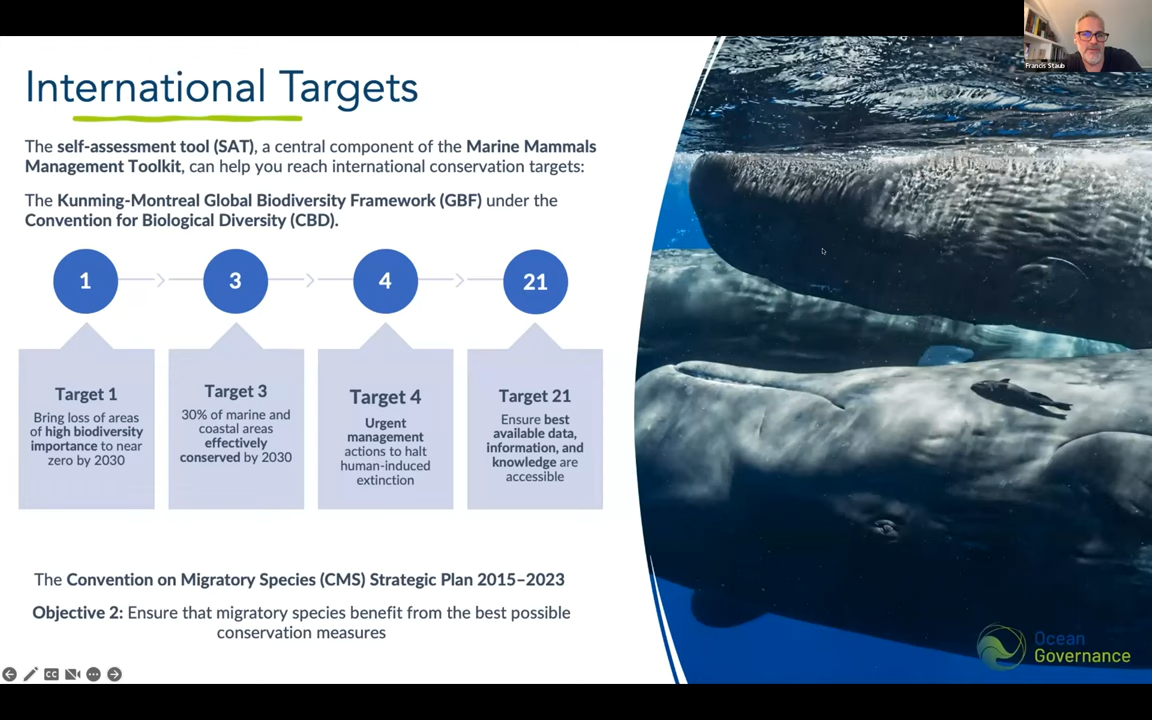 Francis Staub
International Targets
The self-assessment tool (SAT), a central component of the Marine Mammals
Management Toolkit, can help you reach international conservation targets:
The Kunming-Montreal Global Biodiversity Framework (GBF) under the
Convention for Biological Diversity (CBD).
1
3
4
21
Target 1
Bring loss of areas
of high biodiversity
importance to near
zero by 2030
Target 3
30% of marine and
coastal areas
effectively
conserved by 2030
Target 4
Urgent
management
actions to halt
human-induced
extinction
Target 21
Ensure best
available data,
information, and
knowledge are
accessible
The Convention on Migratory Species (CMS) Strategic Plan 2015–2023
Objective 2: Ensure that migratory species benefit from the best possible
conservation measures
Ocean
Governance
CC